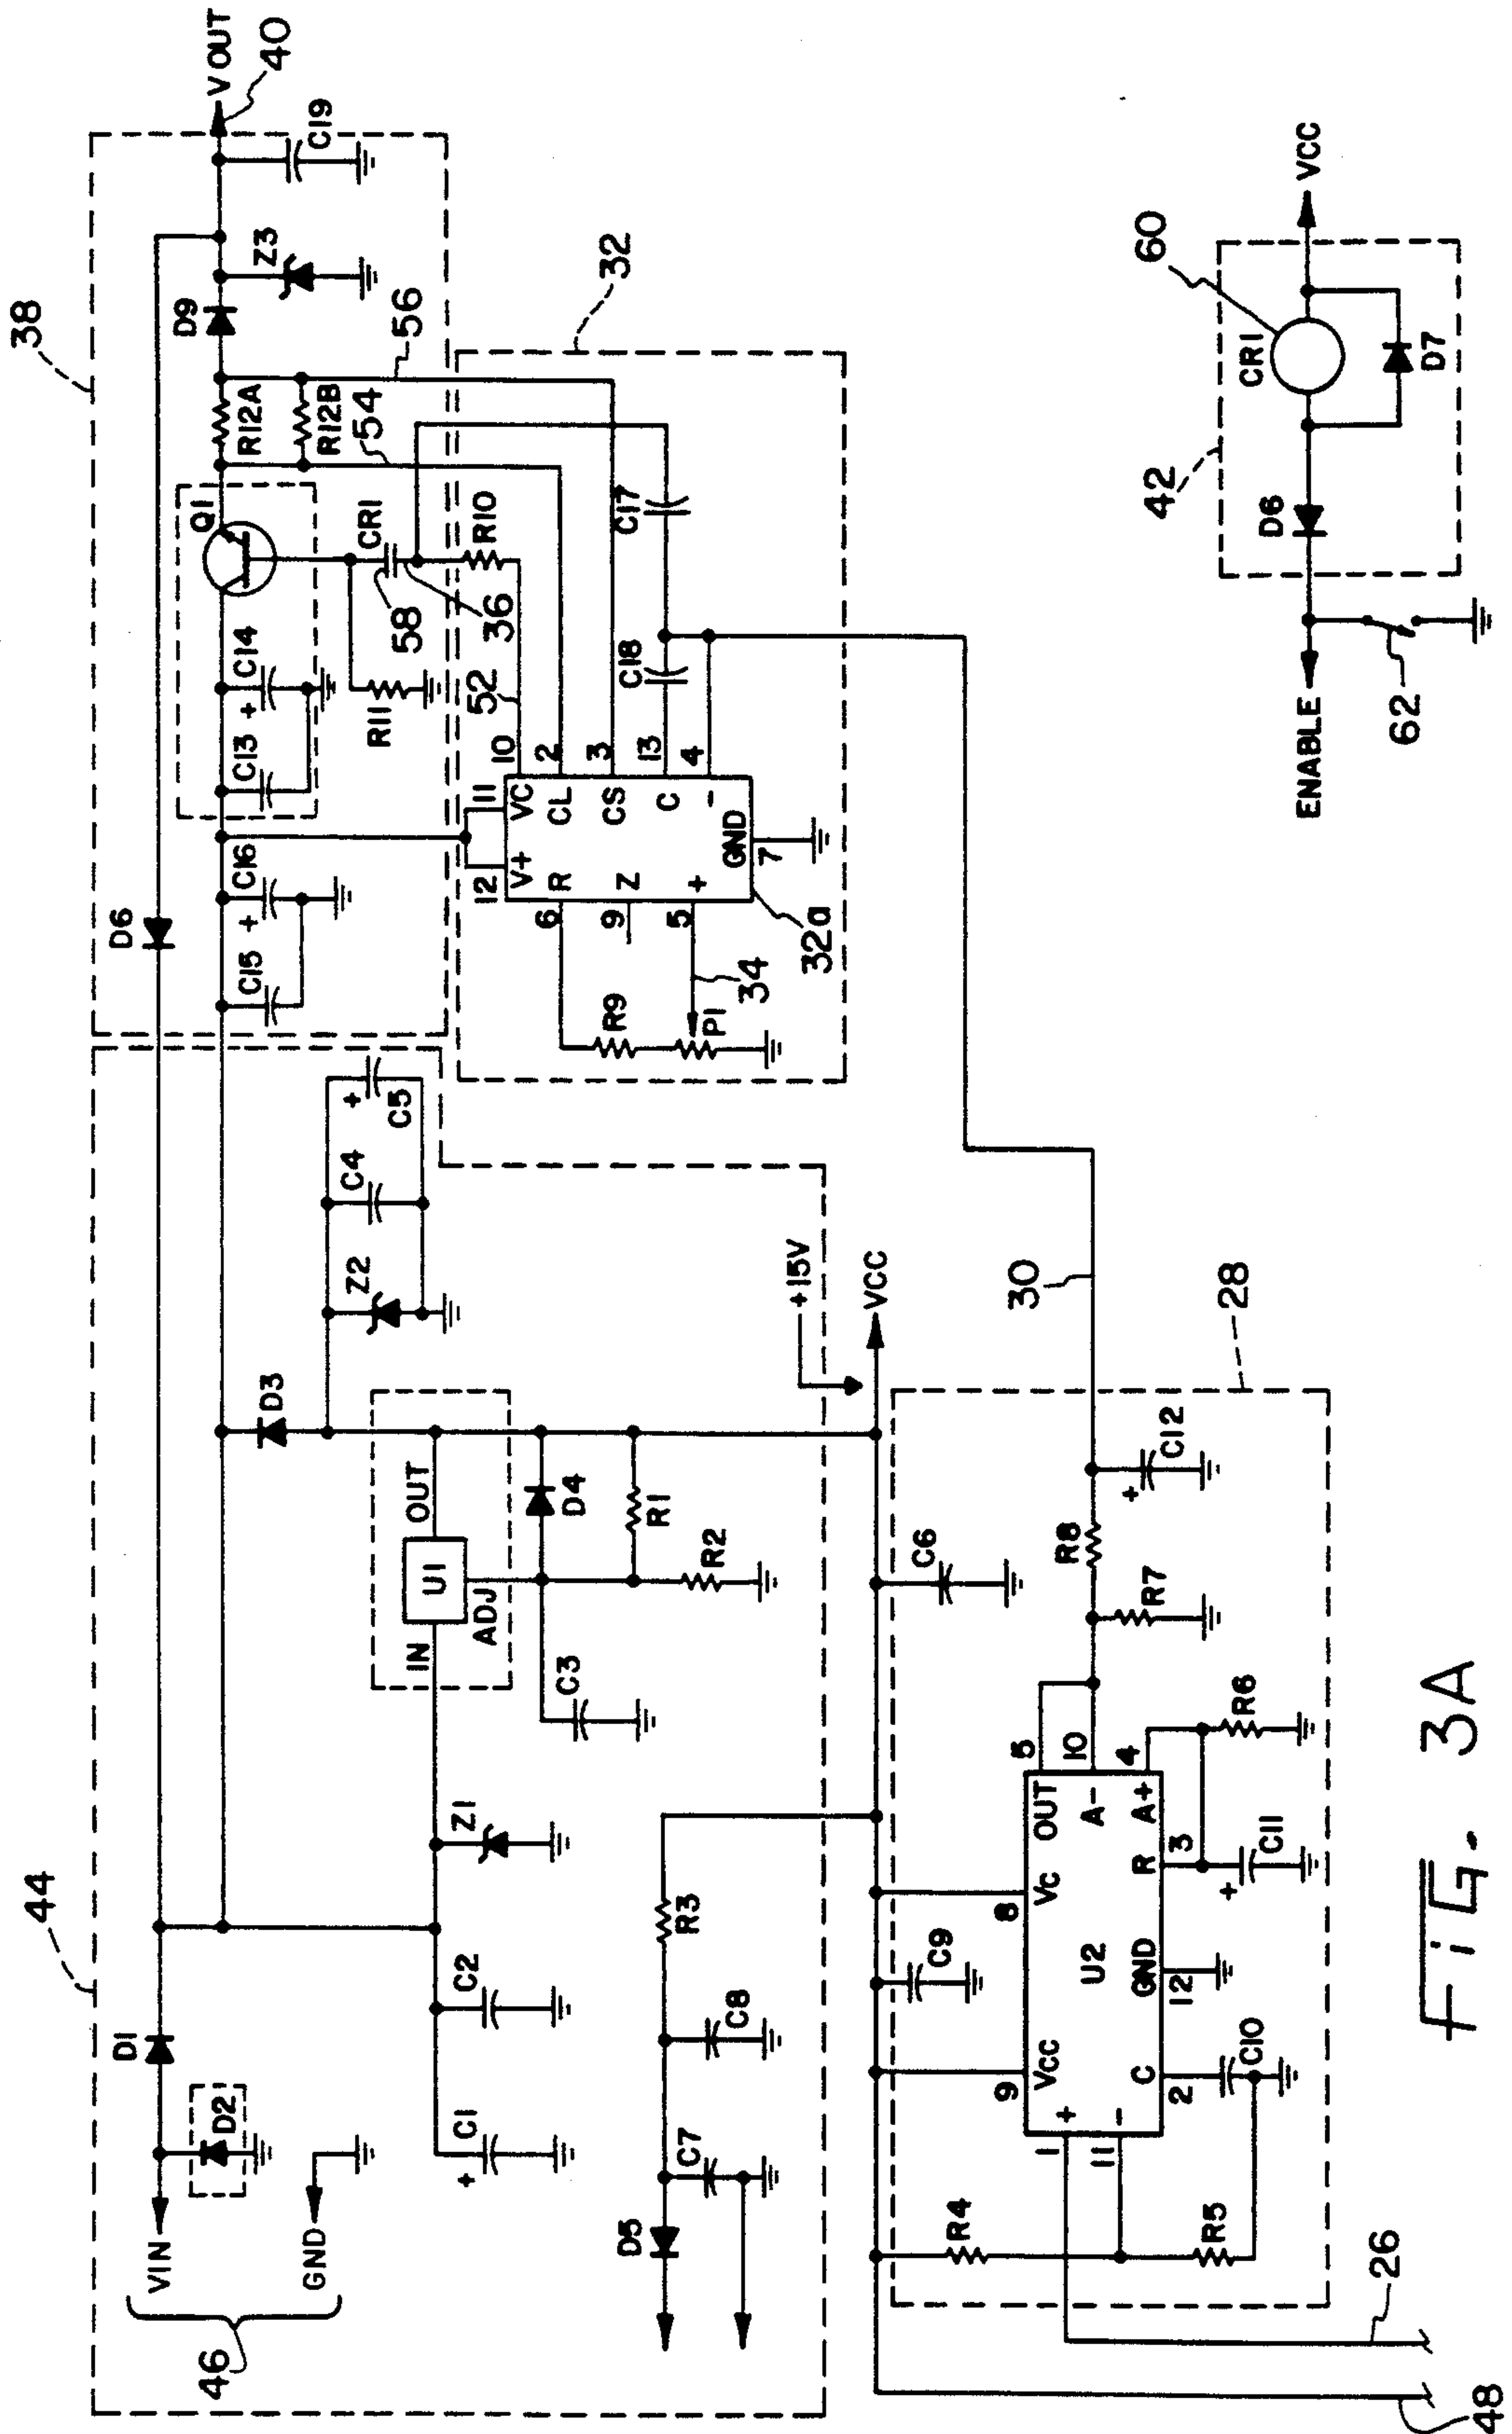 38
VOUT
40
C19
Z3
D9
56
R12A
R12B
54
Q1
CR1
58
36
R10
52
C14
+
C13
R11
D6
C16
+
C15
32
C17
C18
10
2
3
13
4
11
12
VC
V+
CL
CS
C
-
R
Z
+
GND
7
6
9
5
32a
34
R9
P1
44
46
VIN
GND
D1
D2
C1
+
C2
Z1
D3
Z2
C4
C5
+
IN
U1
OUT
ADJ
C3
D4
R1
R2
+15V
VCC
D5
C7
C8
R3
C6
C9
28
30
R4
R5
1
11
+
-
9
VCC
8
VC
U2
OUT
5
A-
10
A+
4
R
3
GND
12
C
2
C10
C11
+
R6
R7
R8
C12
+
26
48
42
60
VCC
CR1
D7
D6
ENABLE
62
FiG. 3A